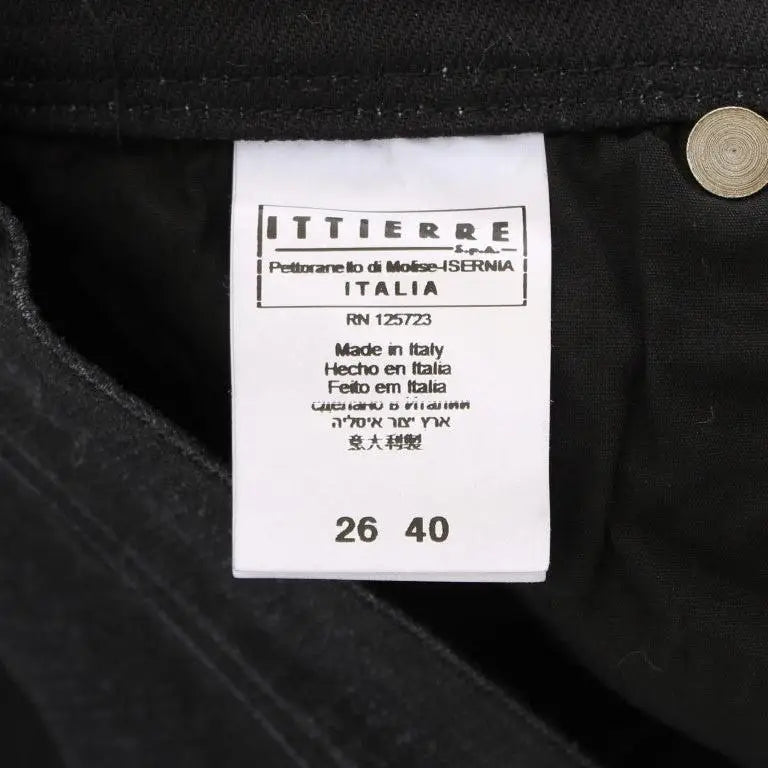 ITTIERRE
S.p.A.
Pettoranello di Molise-ISERNIA
ITALIA
RN 125723
Made in Italy
Hecho en Italia
Feito em Italia
сделано в Италии
ארץ יצור איטליה
意大利製
26 40